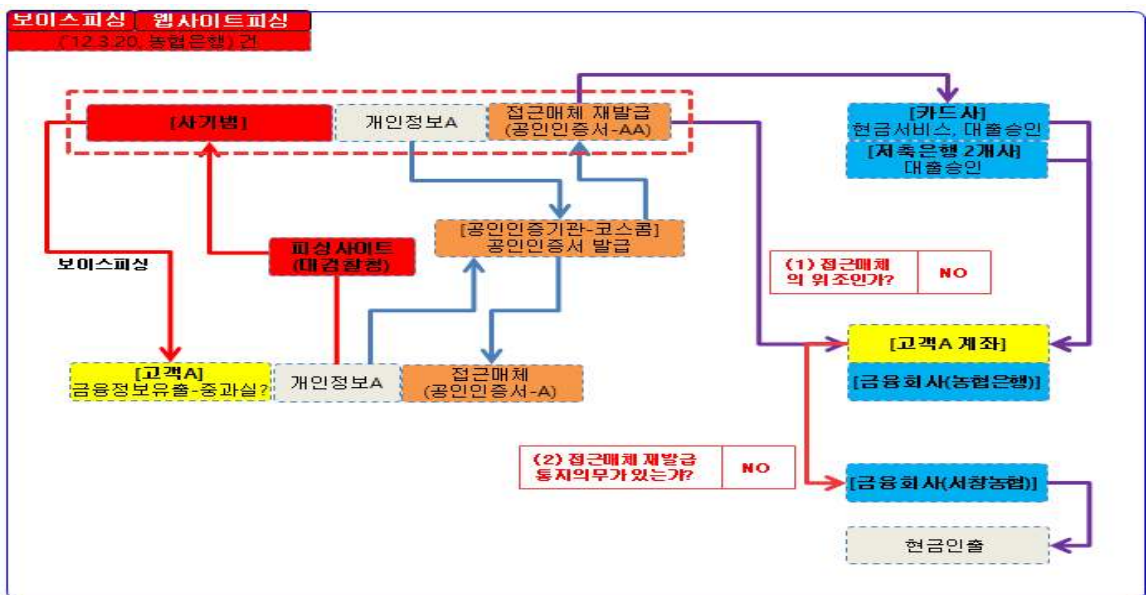 보이스피싱 웹사이트피싱
('12.3.20, 농협은행) 건
[사기범]
개인정보A
접근매체 재발급
(공인인증서-AA)
[카드사]
현금서비스, 대출승인
[저축은행 2개사]
대출승인
[공인인증기관-코스콤]
공인인증서 발급
피싱사이트
(대검찰청)
보이스피싱
(1) 접근매체
의 위조인가?
NO
[고객A]
금융정보유출-중과실?
개인정보A
접근매체
(공인인증서-A)
[고객A 계좌]
[금융회사(농협은행)]
(2) 접근매체 재발급
통지의무가 있는가?
NO
[금융회사(서창농협)]
현금인출